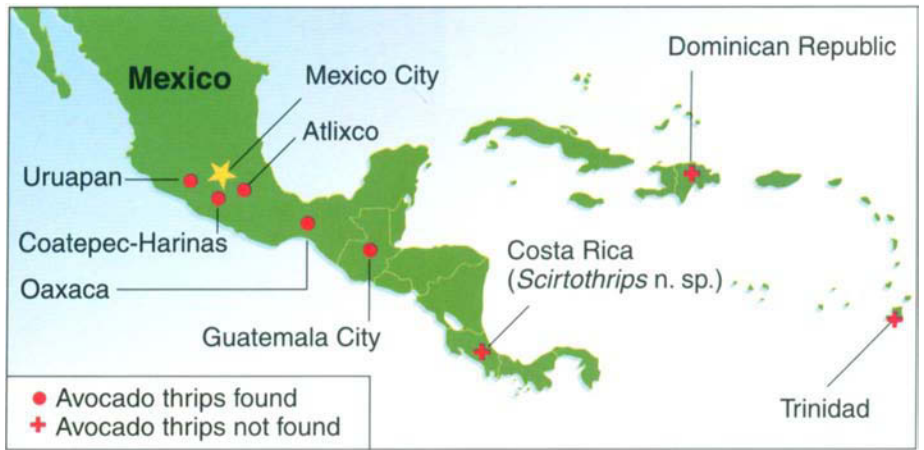 Dominican Republic
Mexico
Mexico City
Atlixco
Uruapan
Coatepec-Harinas
Oaxaca
Costa Rica
(Scirtothrips n. sp.)
Guatemala City
Trinidad
Avocado thrips found
Avocado thrips not found